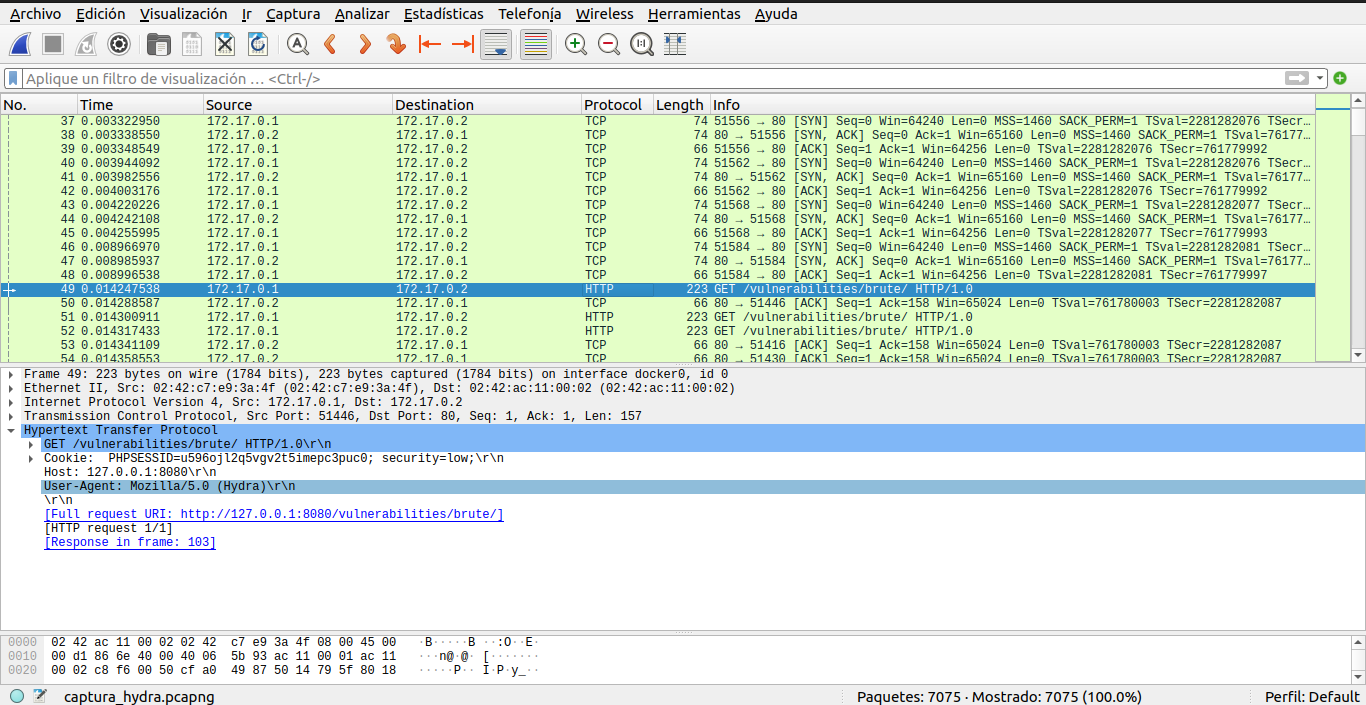 Archivo Edición Visualización Ir Captura Analizar Estadísticas Telefonía Wireless Herramientas Ayuda
Aplique un filtro de visualización … <Ctrl-/>
No. Time Source Destination Protocol Length Info
37 0.003322950 172.17.0.1 172.17.0.2 TCP 74 51556 → 80 [SYN] Seq=0 Win=64240 Len=0 MSS=1460 SACK_PERM=1 TSval=2281282076 TSecr…
38 0.003338550 172.17.0.2 172.17.0.1 TCP 74 80 → 51556 [SYN, ACK] Seq=0 Ack=1 Win=65160 Len=0 MSS=1460 SACK_PERM=1 TSval=76177…
39 0.003348549 172.17.0.1 172.17.0.2 TCP 66 51556 → 80 [ACK] Seq=1 Ack=1 Win=64256 Len=0 TSval=2281282076 TSecr=761779992
40 0.003944092 172.17.0.1 172.17.0.2 TCP 74 51562 → 80 [SYN] Seq=0 Win=64240 Len=0 MSS=1460 SACK_PERM=1 TSval=2281282076 TSecr…
41 0.003982556 172.17.0.2 172.17.0.1 TCP 74 80 → 51562 [SYN, ACK] Seq=0 Ack=1 Win=65160 Len=0 MSS=1460 SACK_PERM=1 TSval=76177…
42 0.004003176 172.17.0.1 172.17.0.2 TCP 66 51562 → 80 [ACK] Seq=1 Ack=1 Win=64256 Len=0 TSval=2281282076 TSecr=761779992
43 0.004220226 172.17.0.1 172.17.0.2 TCP 74 51568 → 80 [SYN] Seq=0 Win=64240 Len=0 MSS=1460 SACK_PERM=1 TSval=2281282077 TSecr…
44 0.004242108 172.17.0.2 172.17.0.1 TCP 74 80 → 51568 [SYN, ACK] Seq=0 Ack=1 Win=65160 Len=0 MSS=1460 SACK_PERM=1 TSval=76177…
45 0.004255995 172.17.0.1 172.17.0.2 TCP 66 51568 → 80 [ACK] Seq=1 Ack=1 Win=64256 Len=0 TSval=2281282077 TSecr=761779993
46 0.008966970 172.17.0.1 172.17.0.2 TCP 74 51584 → 80 [SYN] Seq=0 Win=64240 Len=0 MSS=1460 SACK_PERM=1 TSval=2281282081 TSecr…
47 0.008985937 172.17.0.2 172.17.0.1 TCP 74 80 → 51584 [SYN, ACK] Seq=0 Ack=1 Win=65160 Len=0 MSS=1460 SACK_PERM=1 TSval=76177…
48 0.008996538 172.17.0.1 172.17.0.2 TCP 66 51584 → 80 [ACK] Seq=1 Ack=1 Win=64256 Len=0 TSval=2281282081 TSecr=761779997
49 0.014247538 172.17.0.1 172.17.0.2 HTTP 223 GET /vulnerabilities/brute/ HTTP/1.0
50 0.014288587 172.17.0.2 172.17.0.1 TCP 66 80 → 51446 [ACK] Seq=1 Ack=158 Win=65024 Len=0 TSval=761780003 TSecr=2281282087
51 0.014300911 172.17.0.1 172.17.0.2 HTTP 223 GET /vulnerabilities/brute/ HTTP/1.0
52 0.014317433 172.17.0.1 172.17.0.2 HTTP 223 GET /vulnerabilities/brute/ HTTP/1.0
53 0.014341109 172.17.0.2 172.17.0.1 TCP 66 80 → 51416 [ACK] Seq=1 Ack=158 Win=65024 Len=0 TSval=761780003 TSecr=2281282087
54 0.014358553 172.17.0.2 172.17.0.1 TCP 66 80 → 51430 [ACK] Seq=1 Ack=158 Win=65024 Len=0 TSval=761780003 TSecr=2281282087
Frame 49: 223 bytes on wire (1784 bits), 223 bytes captured (1784 bits) on interface docker0, id 0
Ethernet II, Src: 02:42:c7:e9:3a:4f (02:42:c7:e9:3a:4f), Dst: 02:42:ac:11:00:02 (02:42:ac:11:00:02)
Internet Protocol Version 4, Src: 172.17.0.1, Dst: 172.17.0.2
Transmission Control Protocol, Src Port: 51446, Dst Port: 80, Seq: 1, Ack: 1, Len: 157
Hypertext Transfer Protocol
GET /vulnerabilities/brute/ HTTP/1.0\r\n
Cookie:  PHPSESSID=u596ojl2q5vgv2t5imepc3puc0; security=low;\r\n
Host: 127.0.0.1:8080\r\n
User-Agent: Mozilla/5.0 (Hydra)\r\n
\r\n
[Full request URI: http://127.0.0.1:8080/vulnerabilities/brute/]
[HTTP request 1/1]
[Response in frame: 103]
0000 02 42 ac 11 00 02 02 42 c7 e9 3a 4f 08 00 45 00 ·B·····B ··:O··E·
0010 00 d1 86 6e 40 00 40 06 5b 93 ac 11 00 01 ac 11 ···n@·@· [·······
0020 00 02 c8 f6 00 50 cf a0 49 87 50 14 79 5f 80 18 ·····P·· I·P·y_··
captura_hydra.pcapng Paquetes: 7075 · Mostrado: 7075 (100.0%) Perfil: Default